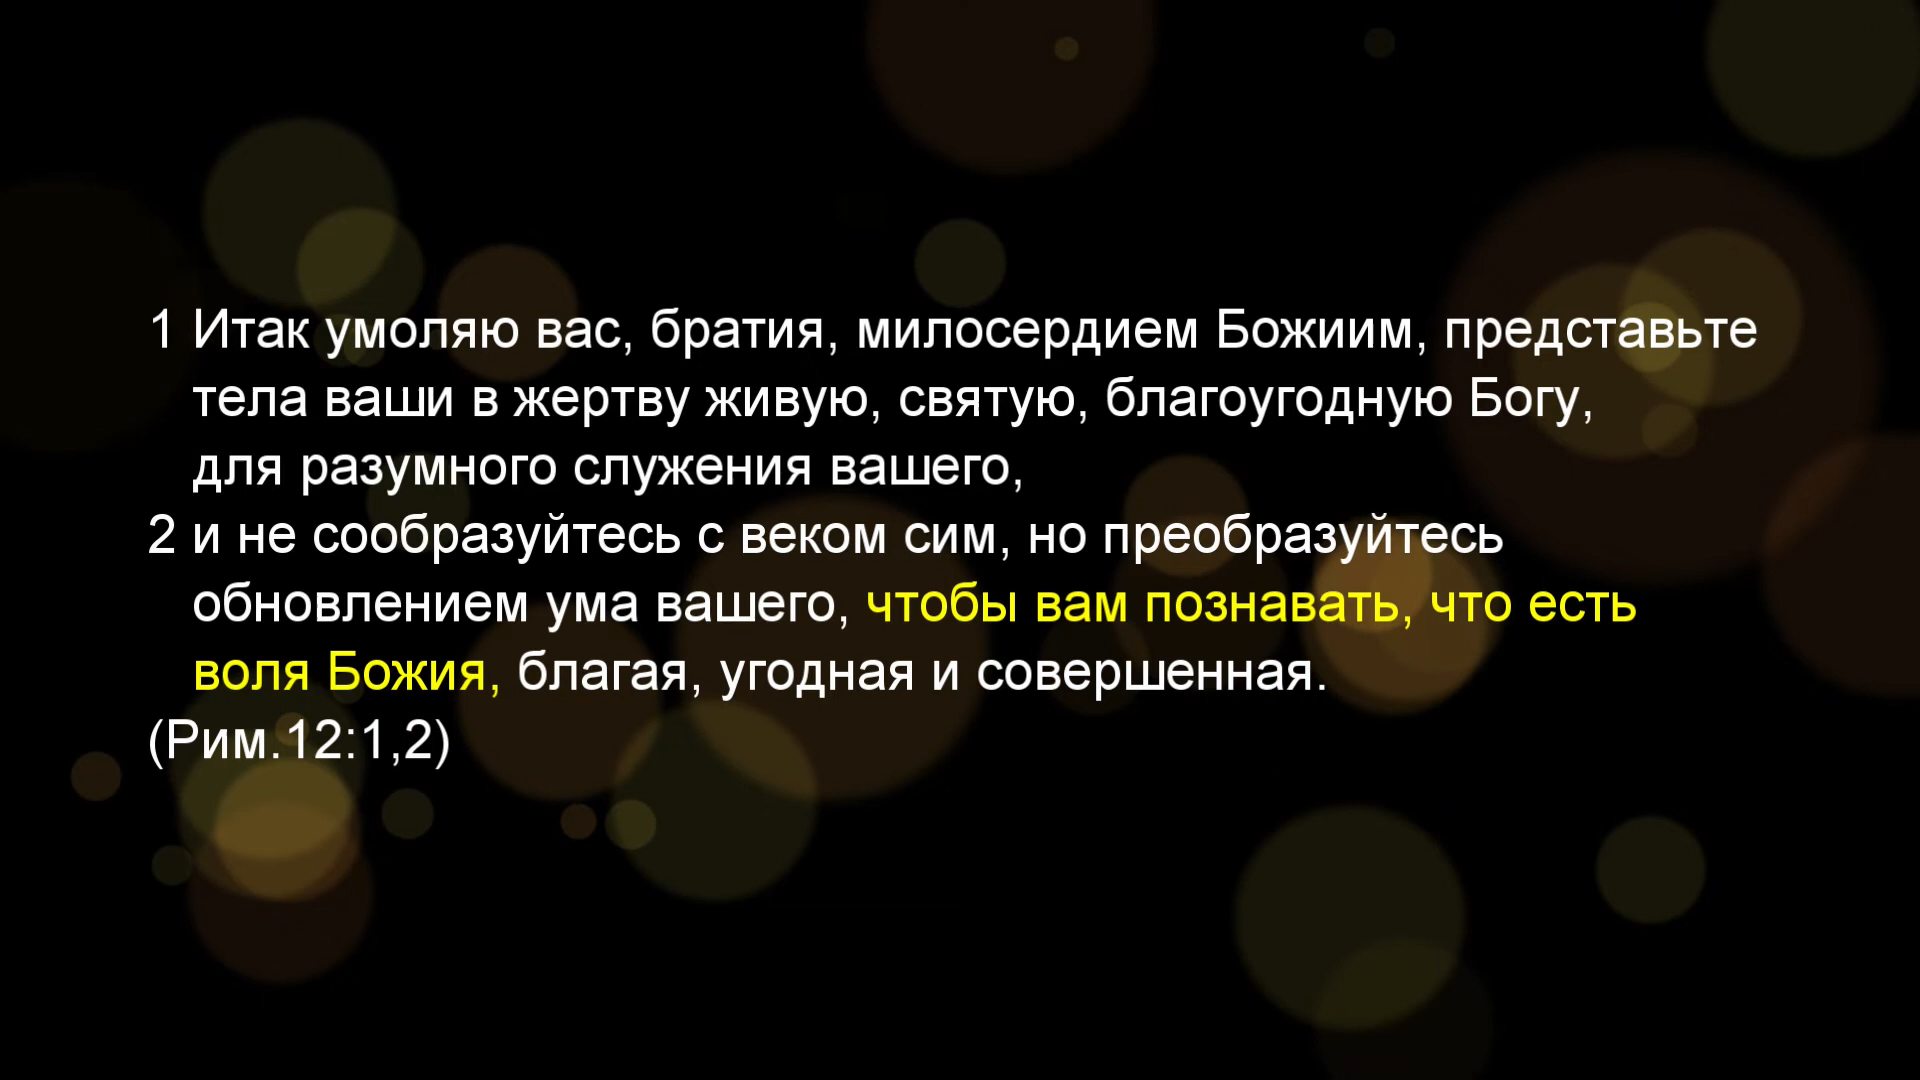 1 Итак умоляю вас, братия, милосердием Божиим, представьте
тела ваши в жертву живую, святую, благоугодную Богу,
для разумного служения вашего,
2 и не сообразуйтесь с веком сим, но преобразуйтесь
обновлением ума вашего, чтобы вам познавать, что есть
воля Божия, благая, угодная и совершенная.
(Рим.12:1,2)